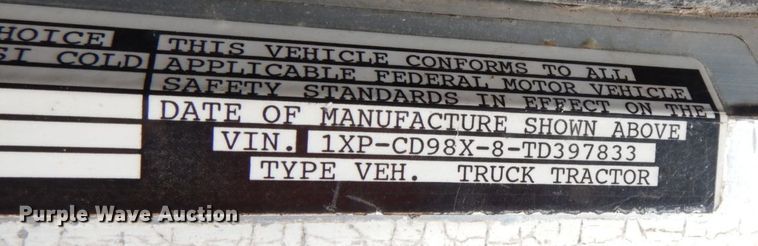 HOICE THIS VEHICLE CONFORMS TO ALL
SI COLD APPLICABLE FEDERAL MOTOR VEHICLE
SAFETY STANDARDS IN EFFECT ON THE
DATE OF MANUFACTURE SHOWN ABOVE
VIN. 1XP-CD98X-8-TD397833
TYPE VEH. TRUCK TRACTOR
Purple Wave Auction